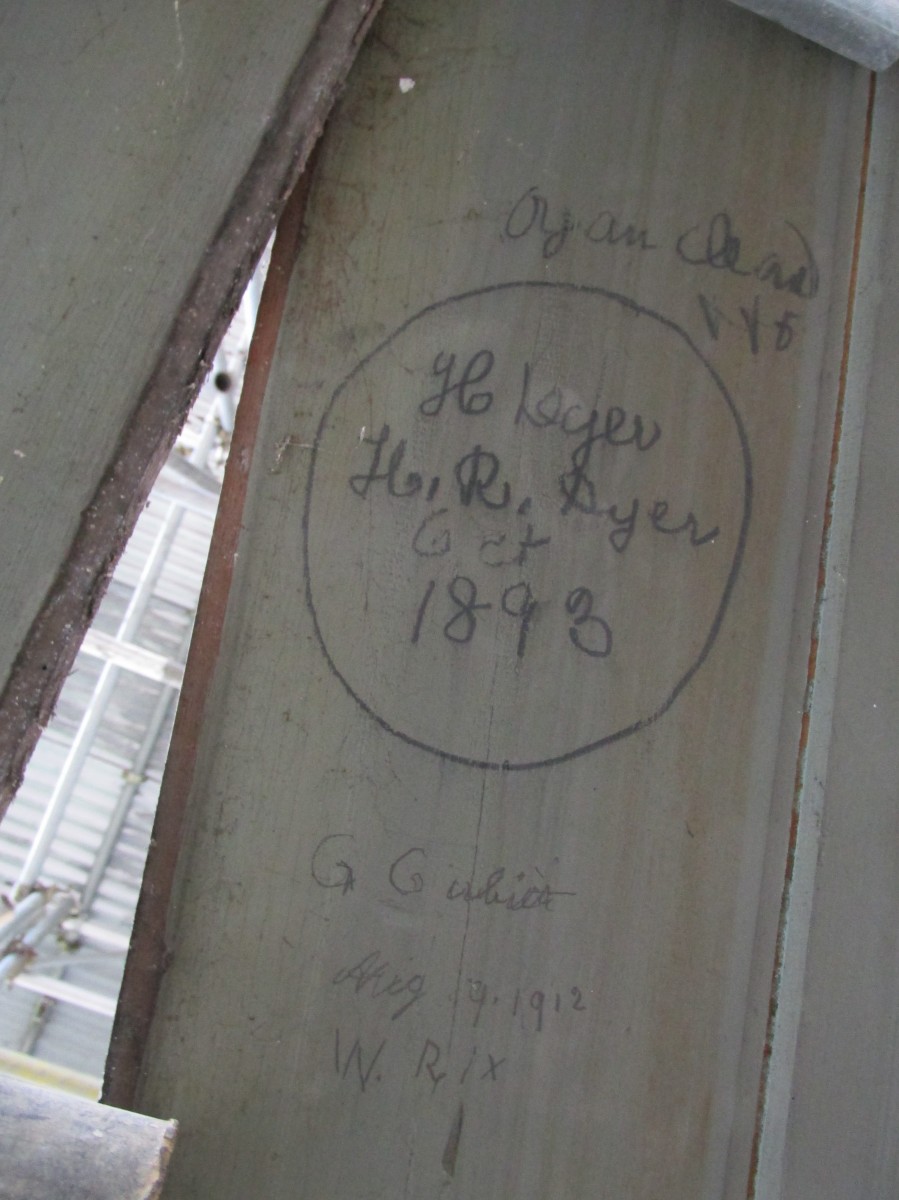 H Dyer
H. R. Dyer
Oct
1893
G Cubitt
Aug 9. 1912
W. Rix